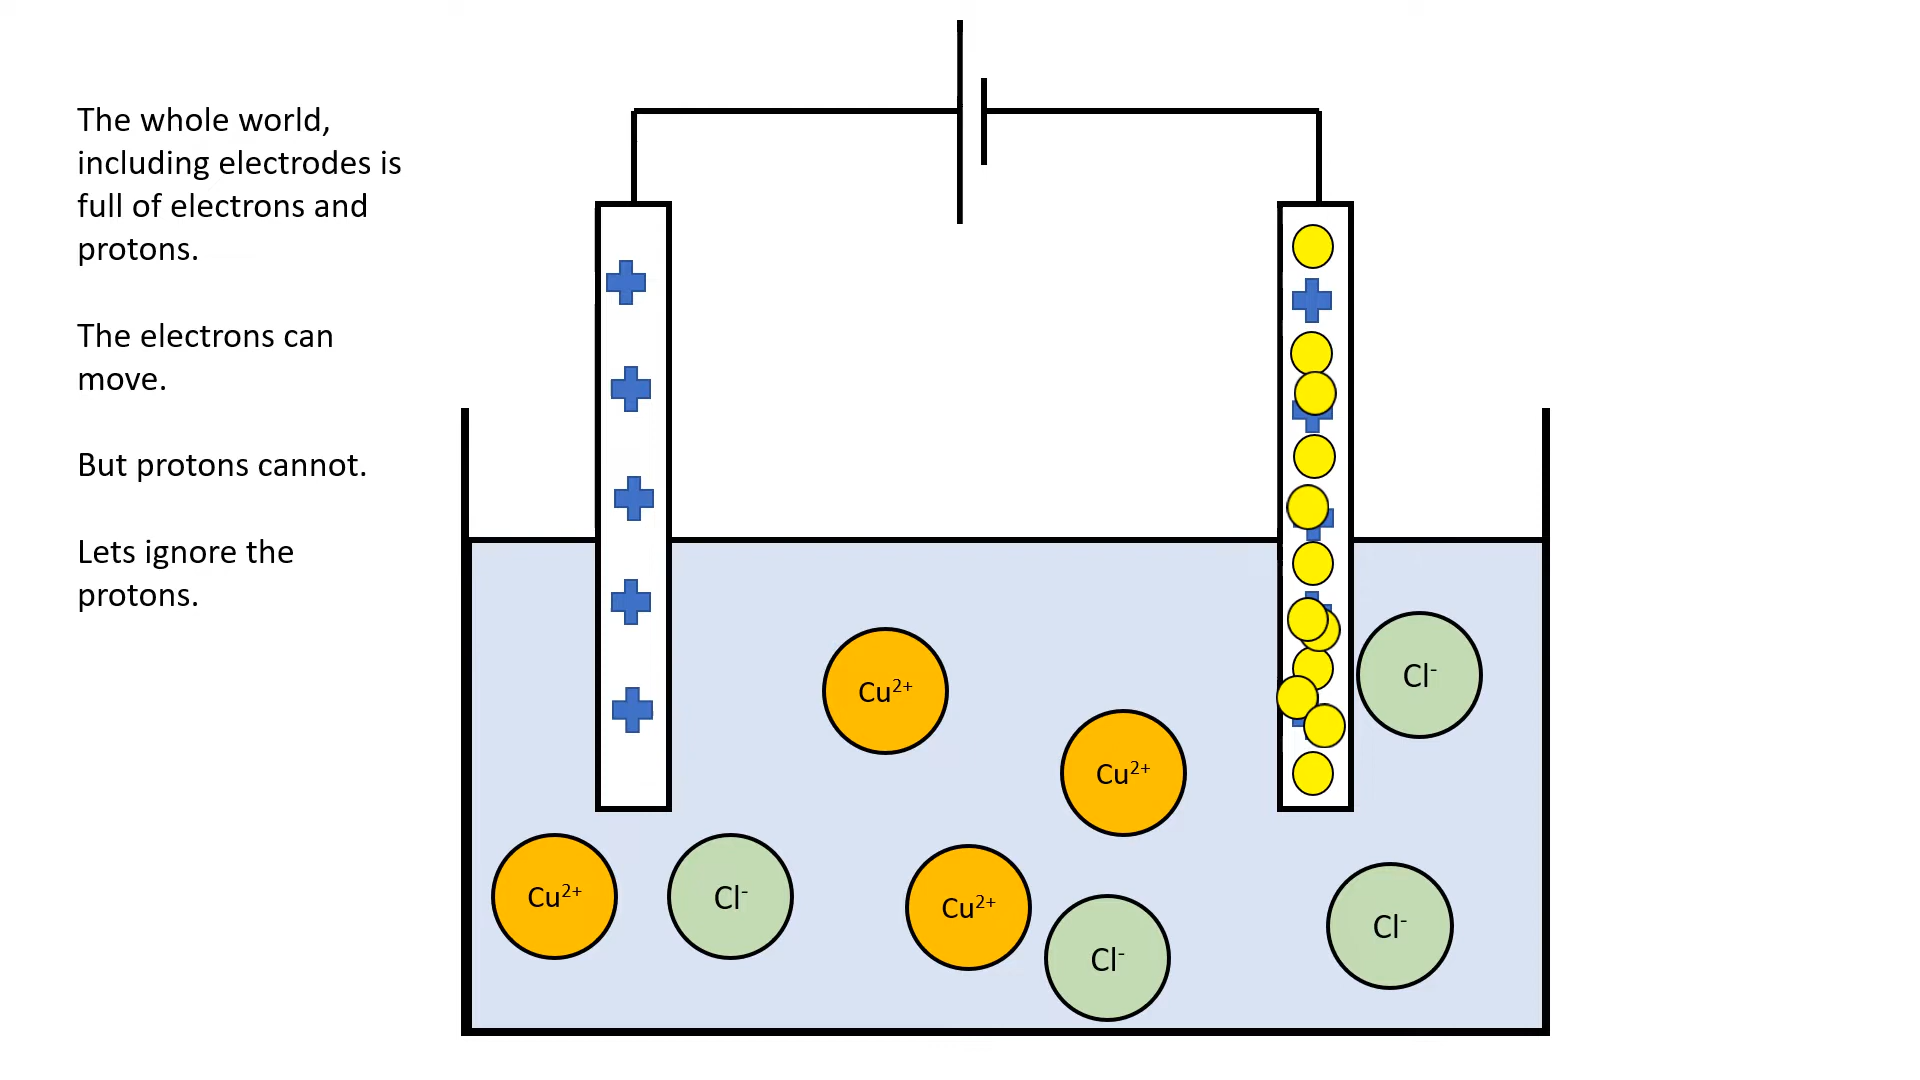 The whole world,
including electrodes is
full of electrons and
protons.
The electrons can
move.
But protons cannot.
Lets ignore the
protons.
Cu²⁺
Cl⁻
Cu²⁺
Cu²⁺
Cl⁻
Cu²⁺
Cl⁻
Cl⁻